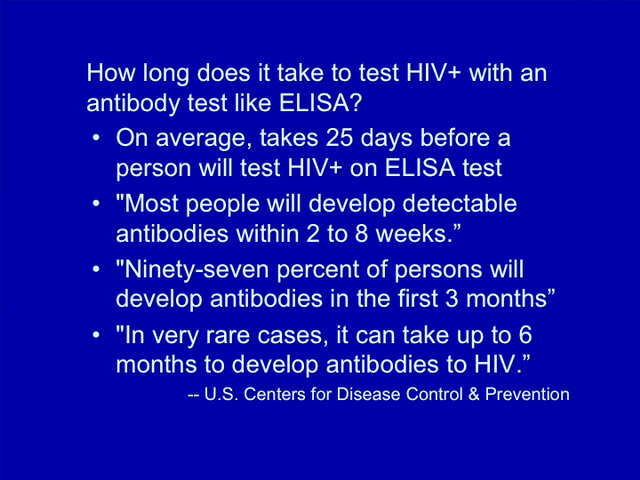 How long does it take to test HIV+ with an
antibody test like ELISA?
• On average, takes 25 days before a
person will test HIV+ on ELISA test
• "Most people will develop detectable
antibodies within 2 to 8 weeks.”
• "Ninety-seven percent of persons will
develop antibodies in the first 3 months”
• "In very rare cases, it can take up to 6
months to develop antibodies to HIV.”
-- U.S. Centers for Disease Control & Prevention